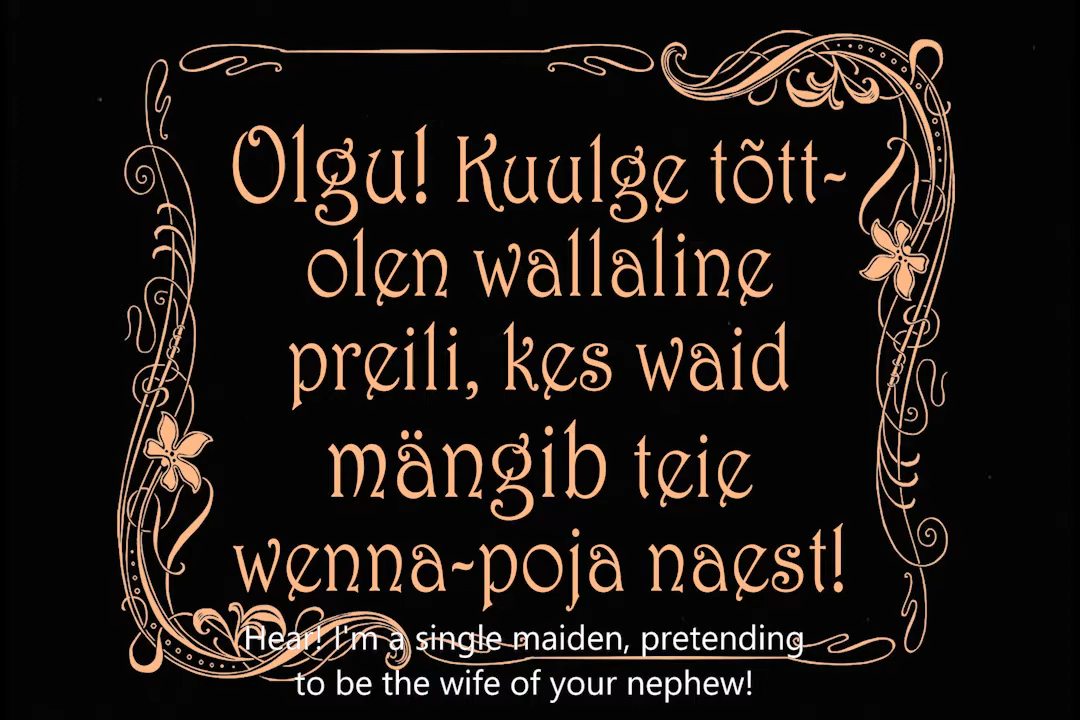 Olgu! Kuulge tõtt-
olen wallaline
preili, kes waid
mängib teie
wenna-poja naest!
Hear! I'm a single maiden, pretending
to be the wife of your nephew!